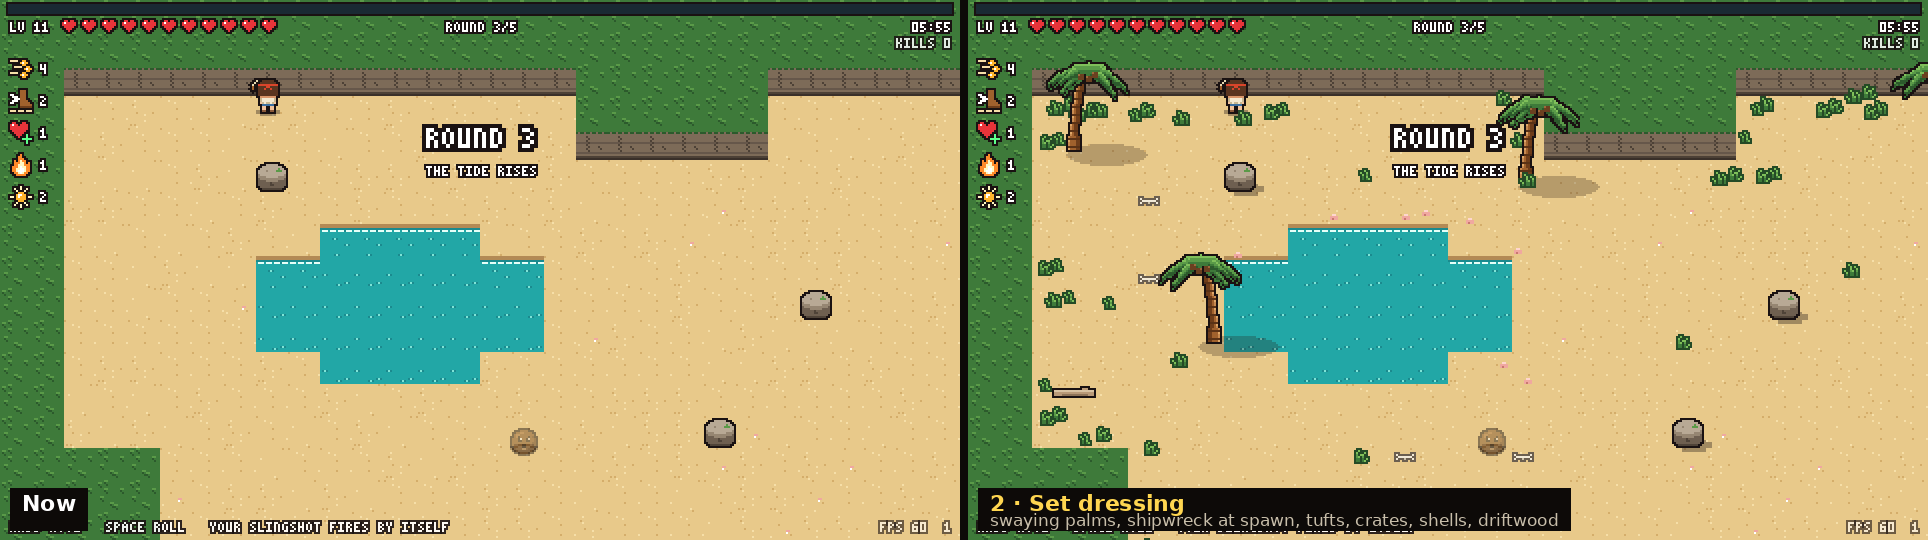 LV 11
ROUND 3/5
05:55
KILLS 0
4
2
1
1
2
ROUND 3
THE TIDE RISES
Now
SPACE ROLL YOUR SLINGSHOT FIRES BY ITSELF
FPS 60 1
LV 11
ROUND 3/5
05:55
KILLS 0
4
2
1
1
2
ROUND 3
THE TIDE RISES
2 · Set dressing
swaying palms, shipwreck at spawn, tufts, crates, shells, driftwood
FPS 60 1